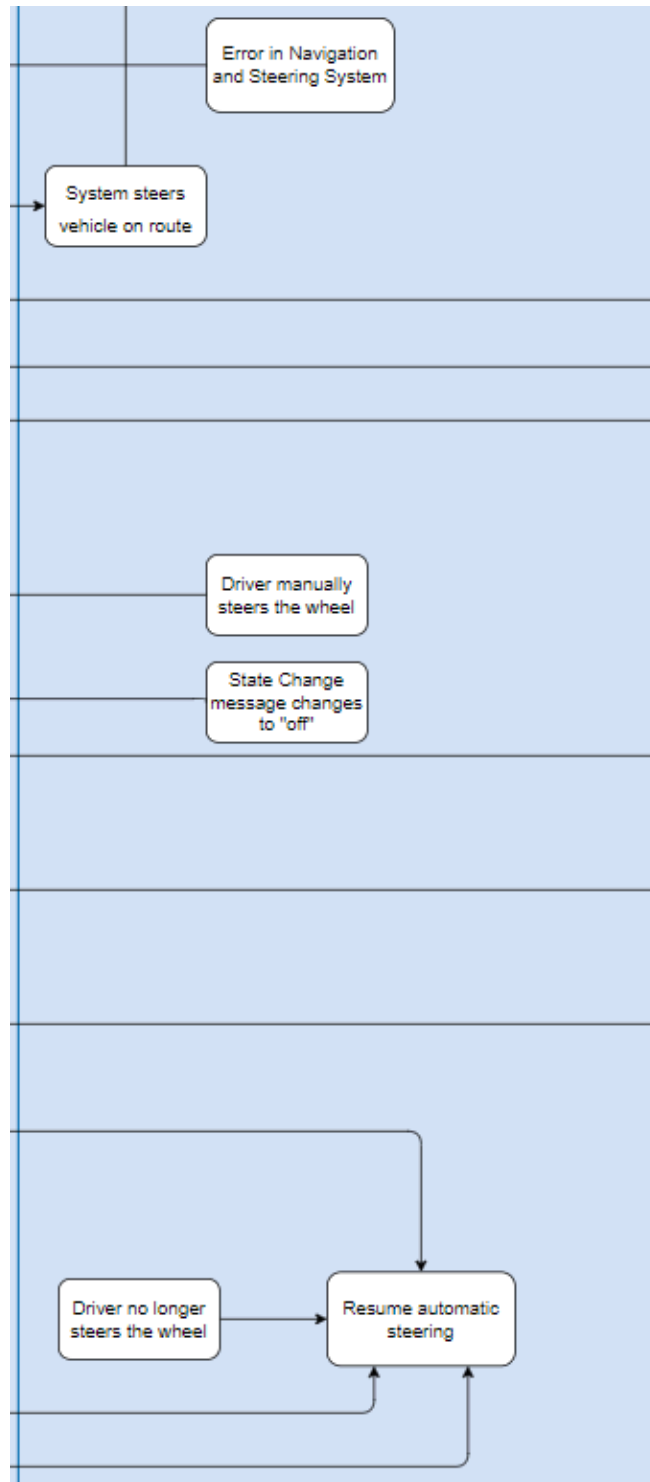 Error in Navigation
and Steering System
System steers
vehicle on route
Driver manually
steers the wheel
State Change
message changes
to "off"
Driver no longer
steers the wheel
Resume automatic
steering